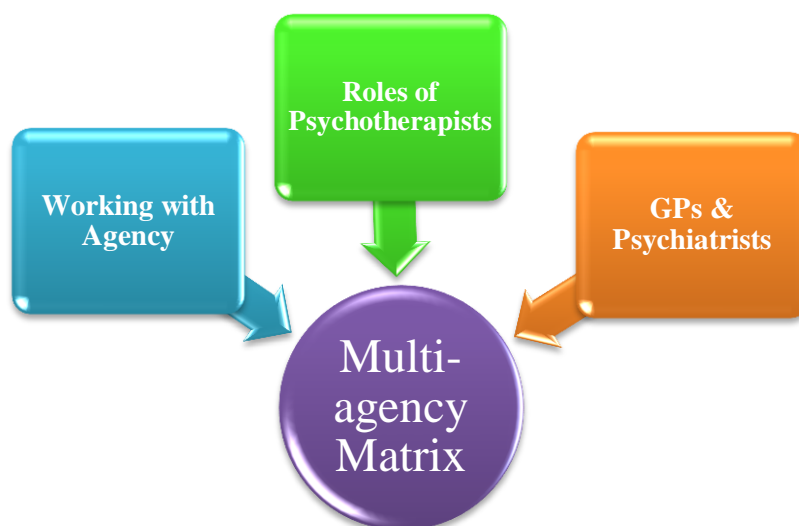 Working with
Agency
Roles of
Psychotherapists
GPs &
Psychiatrists
Multi-
agency
Matrix